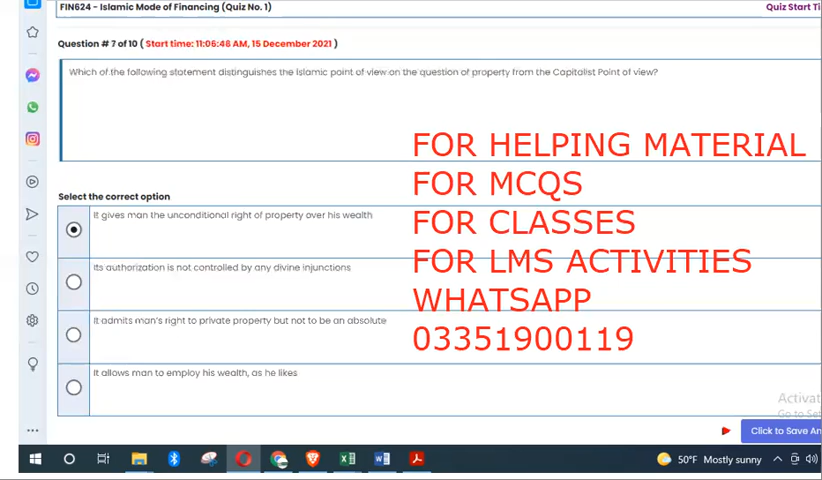 FIN624 - Islamic Mode of Financing (Quiz No. 1)
Quiz Start Ti
Question # 7 of 10 ( Start time: 11:06:48 AM, 15 December 2021 )
Which of the following statement distinguishes the Islamic point of view on the question of property from the Capitalist Point of view?
FOR HELPING MATERIAL
FOR MCQS
Select the correct option
It gives man the unconditional right of property over his wealth
FOR CLASSES
Its authorization is not controlled by any divine injunctions
FOR LMS ACTIVITIES
WHATSAPP
It admits man's right to private property but not to be an absolute
03351900119
It allows man to employ his wealth, as he likes
Activat
Go to Set
Click to Save An
50°F Mostly sunny